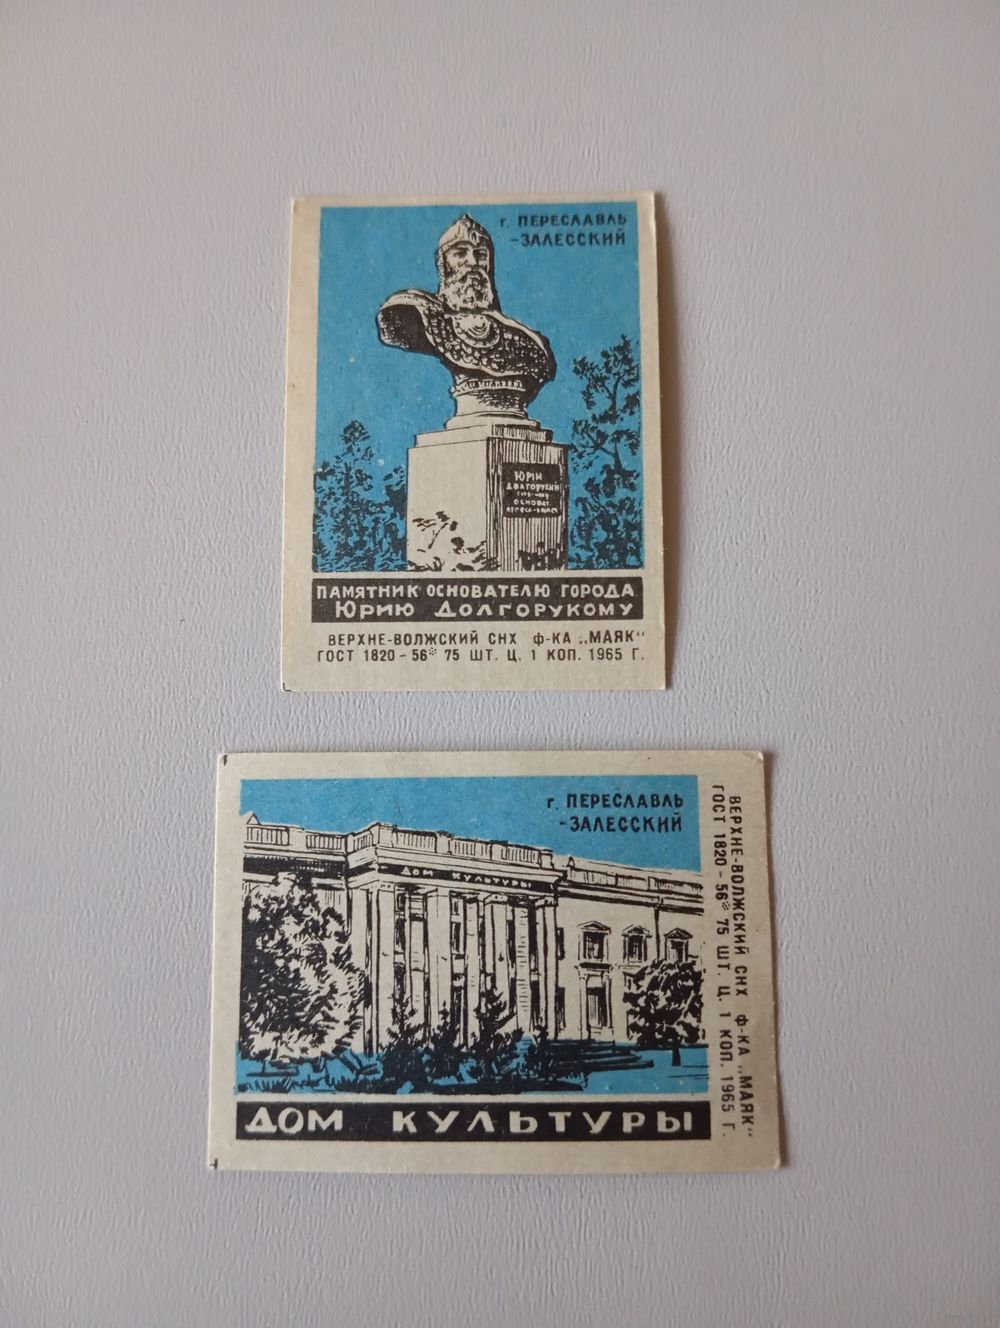 г. ПЕРЕСЛАВЛЬ
-ЗАЛЕССКИЙ
ЮРIИ
ДОЛГОРУКИЙ
ОСНОВАТ
ПАМЯТНИК ОСНОВАТЕЛЮ ГОРОДА
ЮРИЮ ДОЛГОРУКОМУ
ВЕРХНЕ-ВОЛЖСКИЙ СНХ ф-КА „МАЯК“
ГОСТ 1820-56* 75 ШТ. Ц. 1 КОП. 1965 Г.
г. ПЕРЕСЛАВЛЬ
-ЗАЛЕССКИЙ
ДОМ КУЛЬТУРЫ
ДОМ КУЛЬТУРЫ
ВЕРХНЕ-ВОЛЖСКИЙ СНХ ф-КА „МАЯК“
ГОСТ 1820-56* 75 ШТ. Ц. 1 КОП. 1965 Г.